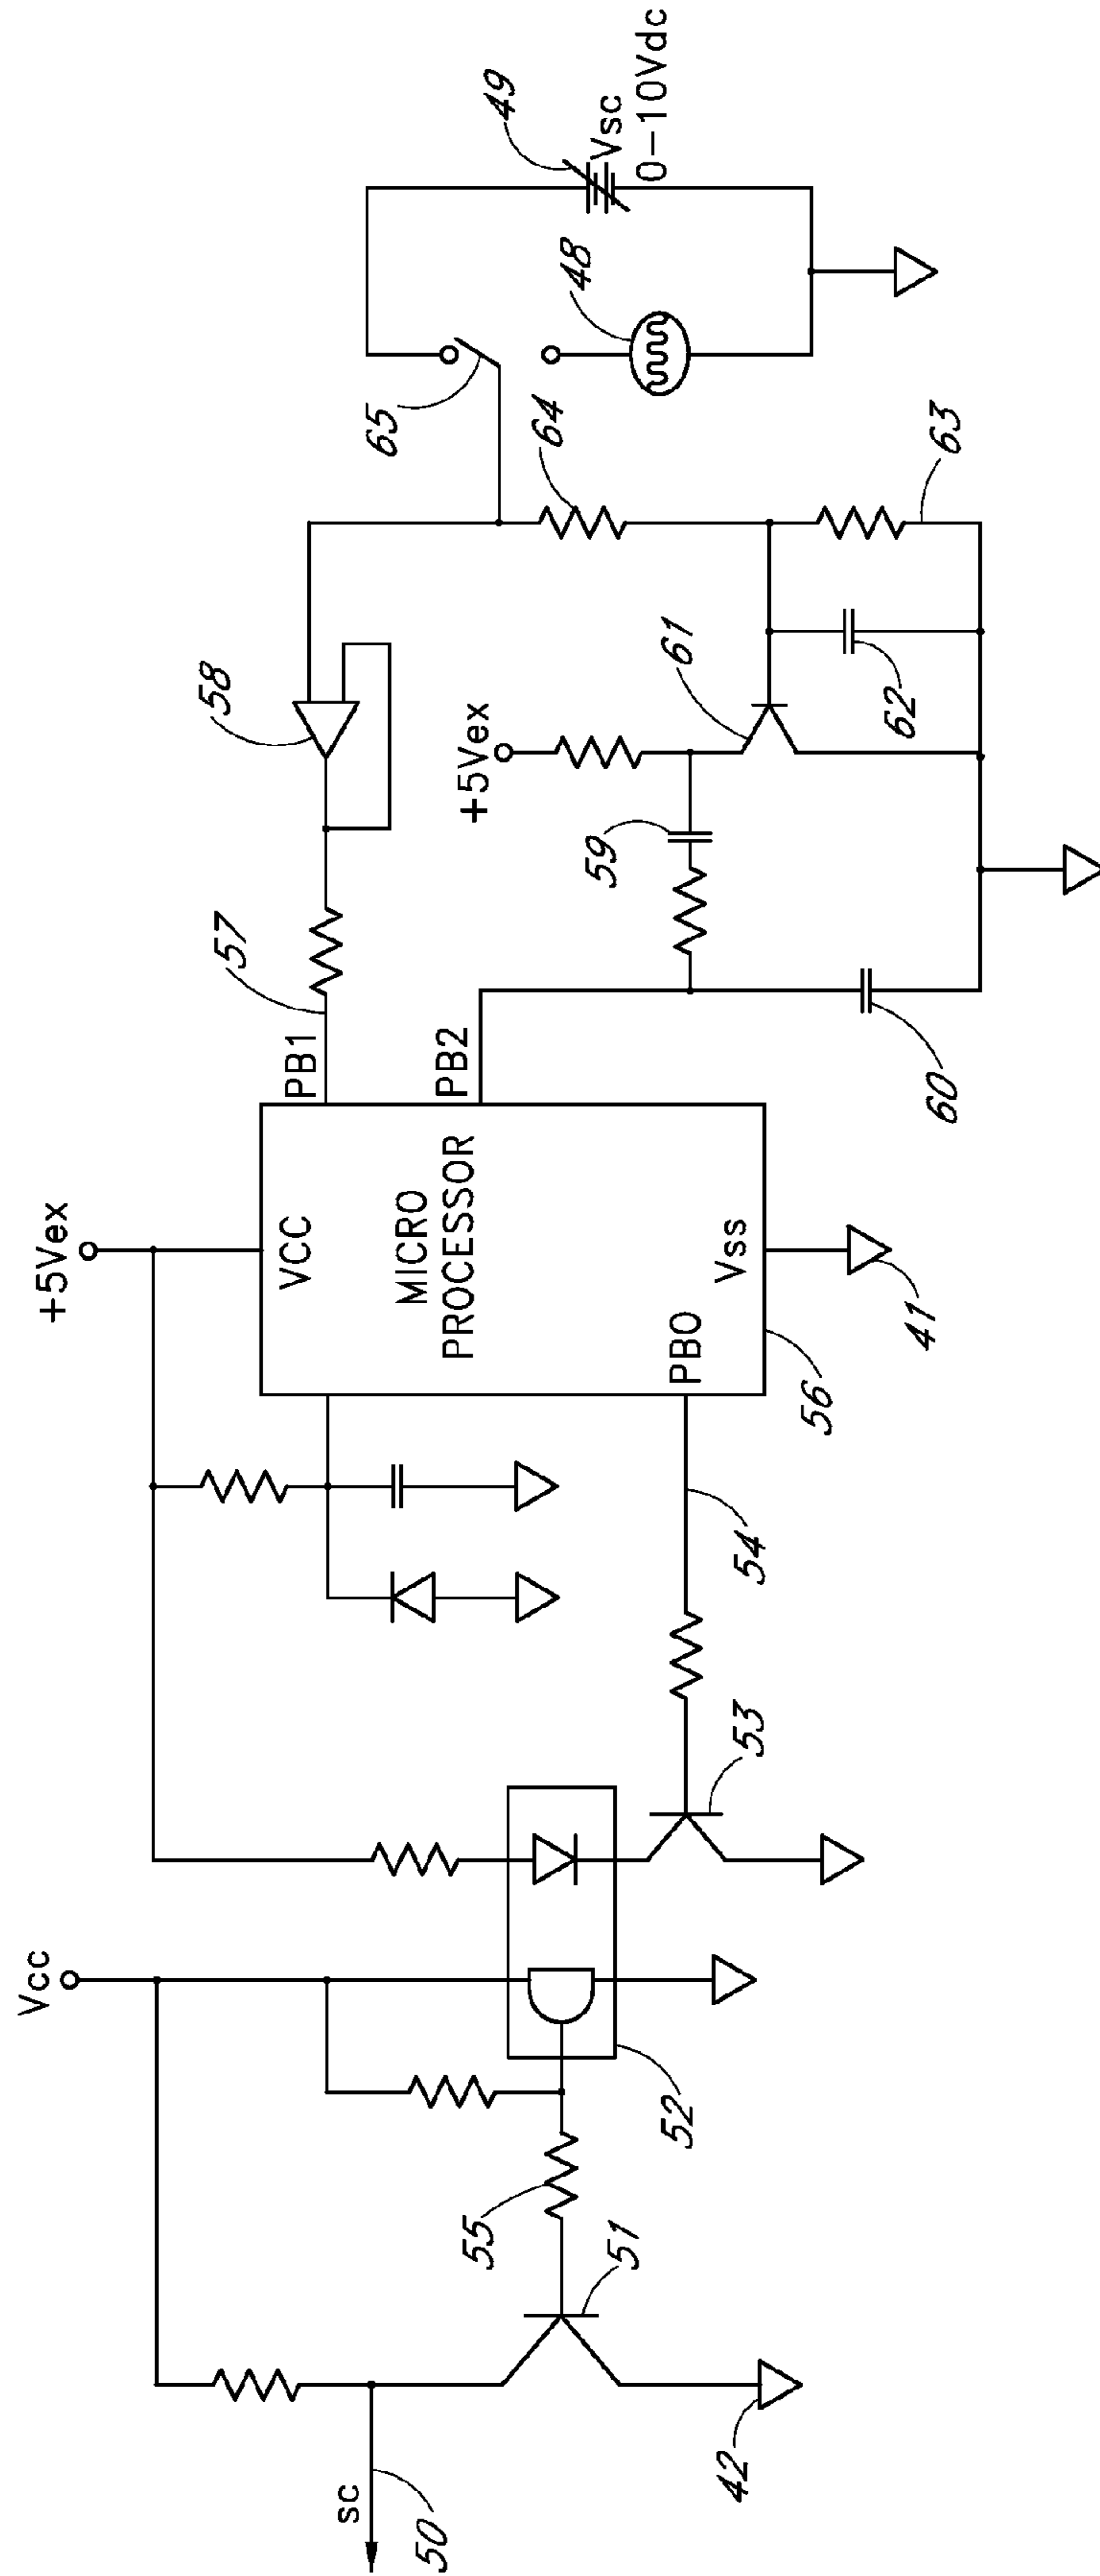 +5Vex
Vcc
VCC
MICRO
PROCESSOR
Vss
PB0
PB1
PB2
41
56
54
53
52
55
51
42
sc
50
57
58
+5Vex
59
60
61
62
63
64
65
48
49
Vsc
0-10Vdc